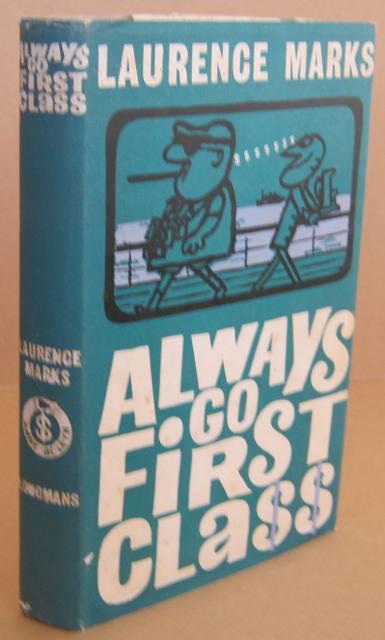 ALWAYS
GO
FiRST
CLaSS
LAURENCE
MARKS
LONGMANS
LAURENCE MARKS
ALWAYS
GO
FiRST
CLaSS